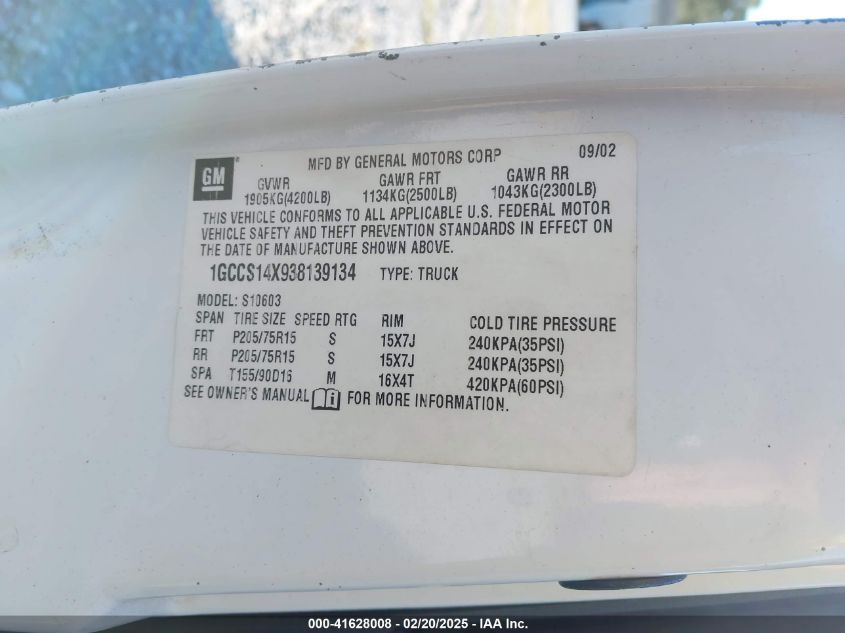 GM
MFD BY GENERAL MOTORS CORP 09/02
GVWR GAWR FRT GAWR RR
1905KG(4200LB) 1134KG(2500LB) 1043KG(2300LB)
THIS VEHICLE CONFORMS TO ALL APPLICABLE U.S. FEDERAL MOTOR
VEHICLE SAFETY AND THEFT PREVENTION STANDARDS IN EFFECT ON
THE DATE OF MANUFACTURE SHOWN ABOVE.
1GCCS14X938139134 TYPE: TRUCK
MODEL: S10603
SPAN TIRE SIZE SPEED RTG RIM COLD TIRE PRESSURE
FRT P205/75R15 S 15X7J 240KPA(35PSI)
RR P205/75R15 S 15X7J 240KPA(35PSI)
SPA T155/90D16 M 16X4T 420KPA(60PSI)
SEE OWNER'S MANUAL i FOR MORE INFORMATION.
000-41628008 - 02/20/2025 - IAA Inc.